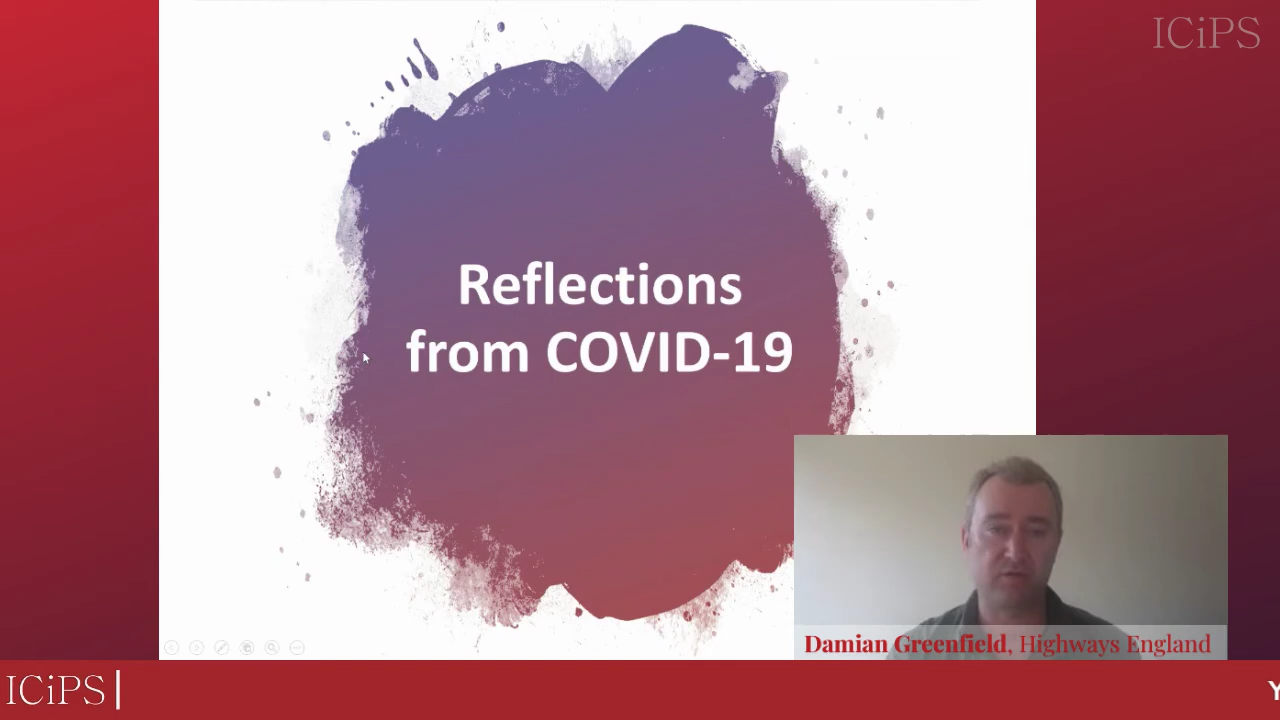 ICiPS
Reflections
from COVID-19
Damian Greenfield, Highways England
ICiPS
Y